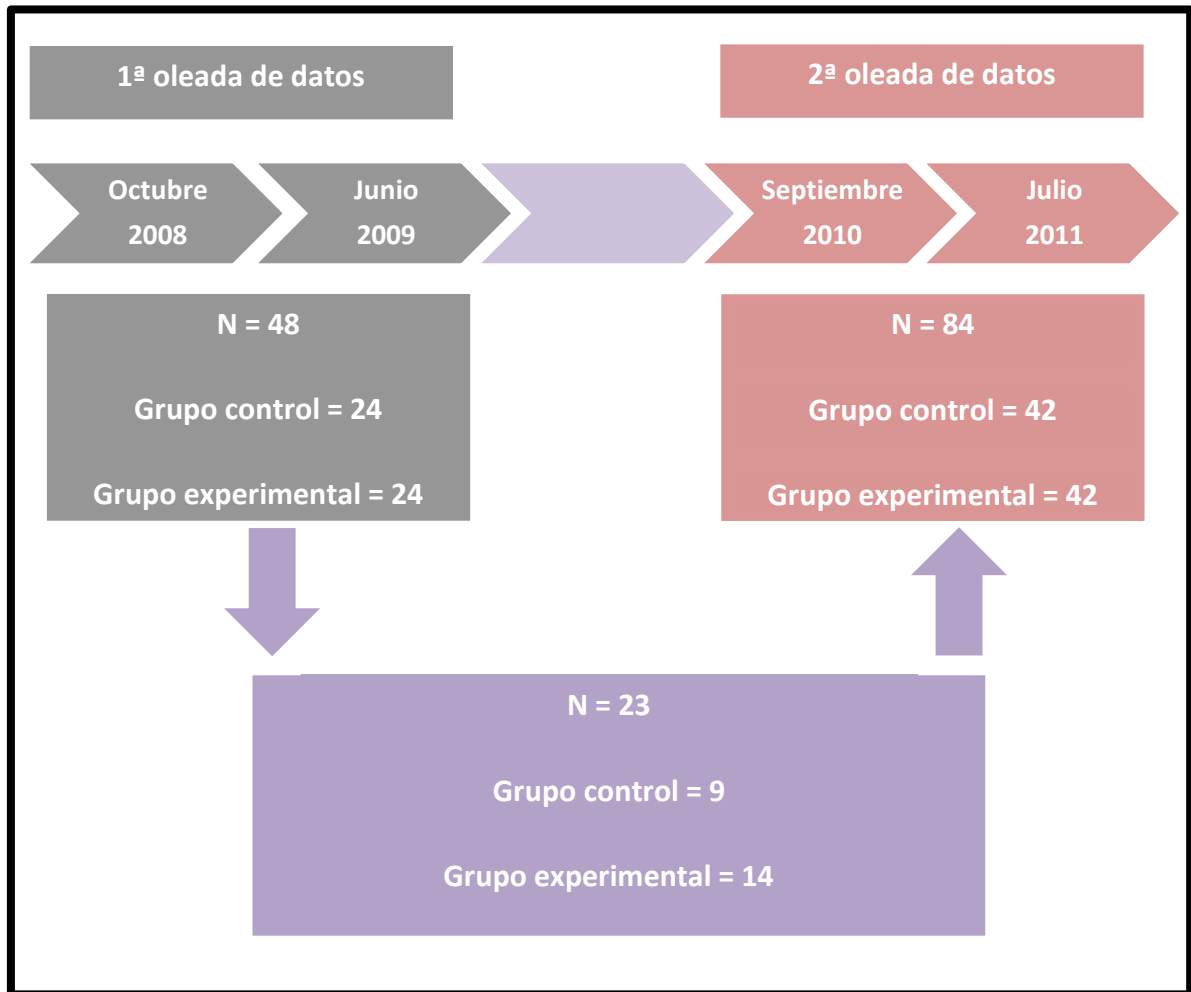 1ª oleada de datos
2ª oleada de datos
Octubre
2008
Junio
2009
Septiembre
2010
Julio
2011
N = 48
Grupo control = 24
Grupo experimental = 24
N = 84
Grupo control = 42
Grupo experimental = 42
N = 23
Grupo control = 9
Grupo experimental = 14